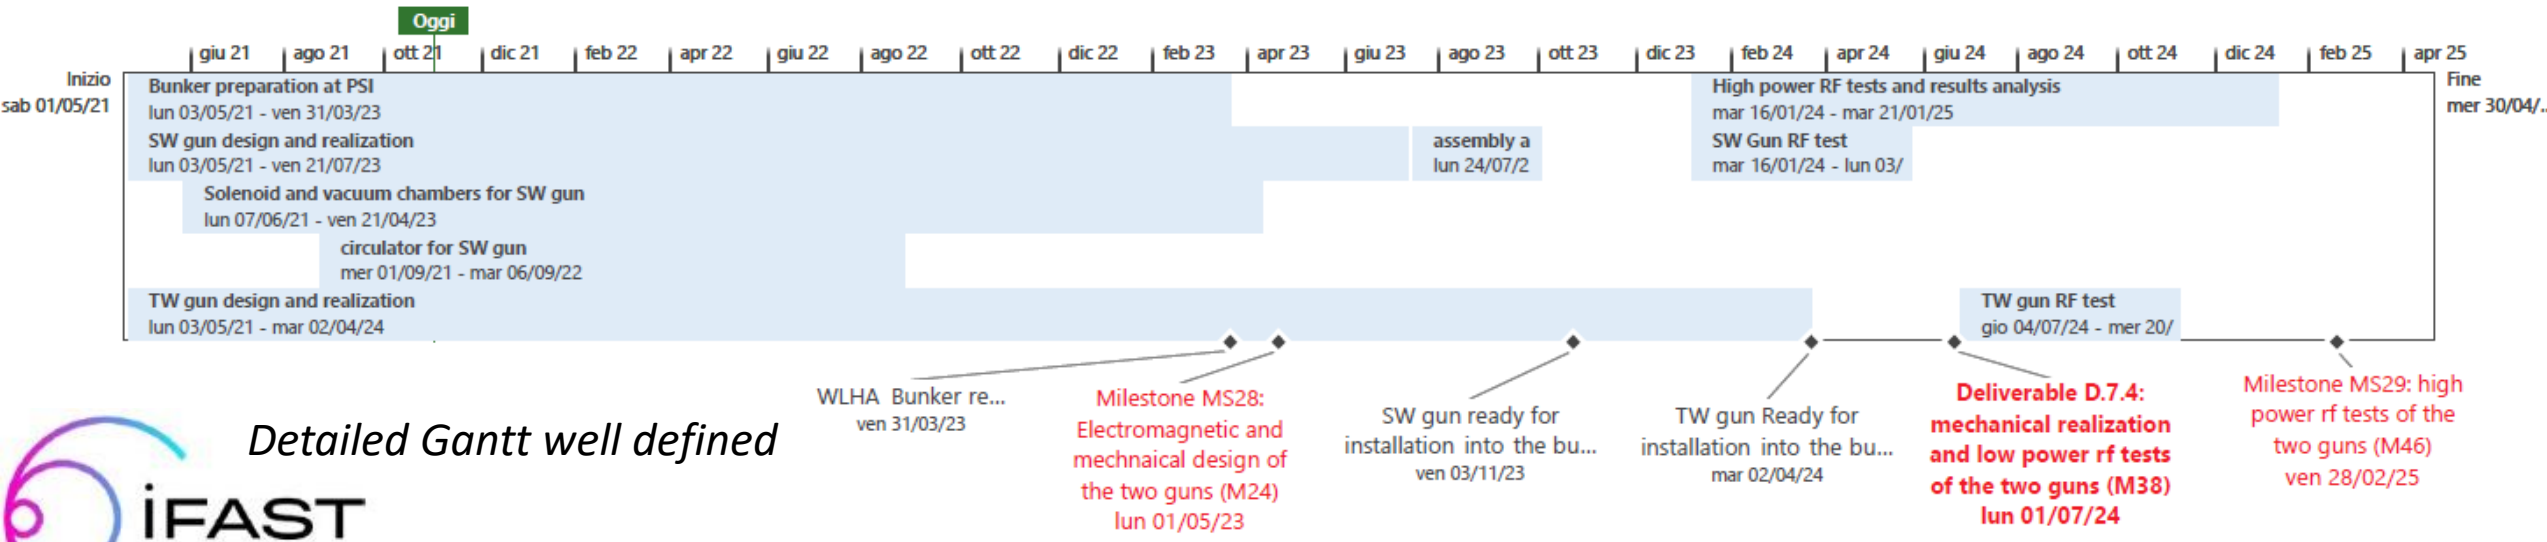 Oggi
giu 21 ago 21 ott 21 dic 21 feb 22 apr 22 giu 22 ago 22 ott 22 dic 22 feb 23 apr 23 giu 23 ago 23 ott 23 dic 23 feb 24 apr 24 giu 24 ago 24 ott 24 dic 24 feb 25 apr 25
Inizio
sab 01/05/21
Bunker preparation at PSI
lun 03/05/21 - ven 31/03/23
High power RF tests and results analysis
mar 16/01/24 - mar 21/01/25
Fine
mer 30/04/..
SW gun design and realization
lun 03/05/21 - ven 21/07/23
assembly a
lun 24/07/2
SW Gun RF test
mar 16/01/24 - lun 03/
Solenoid and vacuum chambers for SW gun
lun 07/06/21 - ven 21/04/23
circulator for SW gun
mer 01/09/21 - mar 06/09/22
TW gun design and realization
lun 03/05/21 - mar 02/04/24
TW gun RF test
gio 04/07/24 - mer 20/
WLHA Bunker re...
ven 31/03/23
Milestone MS28:
Electromagnetic and
mechnaical design of
the two guns (M24)
lun 01/05/23
SW gun ready for
installation into the bu...
ven 03/11/23
TW gun Ready for
installation into the bu...
mar 02/04/24
Deliverable D.7.4:
mechanical realization
and low power rf tests
of the two guns (M38)
lun 01/07/24
Milestone MS29: high
power rf tests of the
two guns (M46)
ven 28/02/25
Detailed Gantt well defined
iFAST